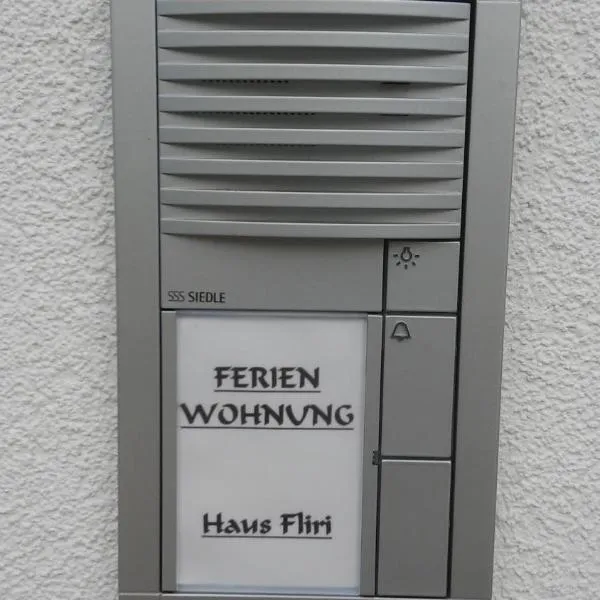 SSS SIEDLE
FERIEN
WOHNUNG
Haus Fliri